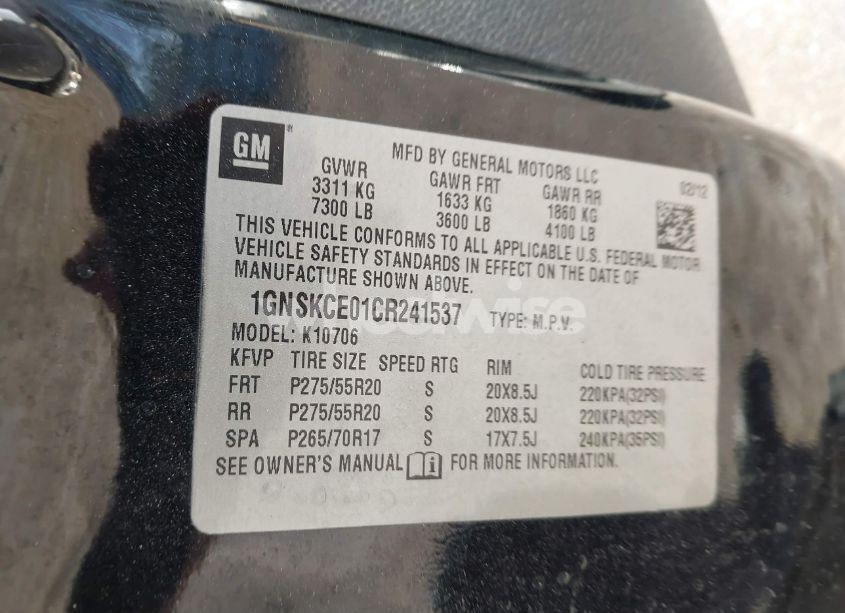 GM ®
MFD BY GENERAL MOTORS LLC
02/12
GVWR GAWR FRT GAWR RR
3311 KG 1633 KG 1860 KG
7300 LB 3600 LB 4100 LB
THIS VEHICLE CONFORMS TO ALL APPLICABLE U.S. FEDERAL MOTOR
VEHICLE SAFETY STANDARDS IN EFFECT ON THE DATE OF
MANUFACTURE SHOWN ABOVE.
1GNSKCE01CR241537 TYPE: M.P.V.
MODEL: K10706
KFVP TIRE SIZE SPEED RTG RIM COLD TIRE PRESSURE
FRT P275/55R20 S 20X8.5J 220KPA(32PSI)
RR P275/55R20 S 20X8.5J 220KPA(32PSI)
SPA P265/70R17 S 17X7.5J 240KPA(35PSI)
SEE OWNER'S MANUAL FOR MORE INFORMATION.